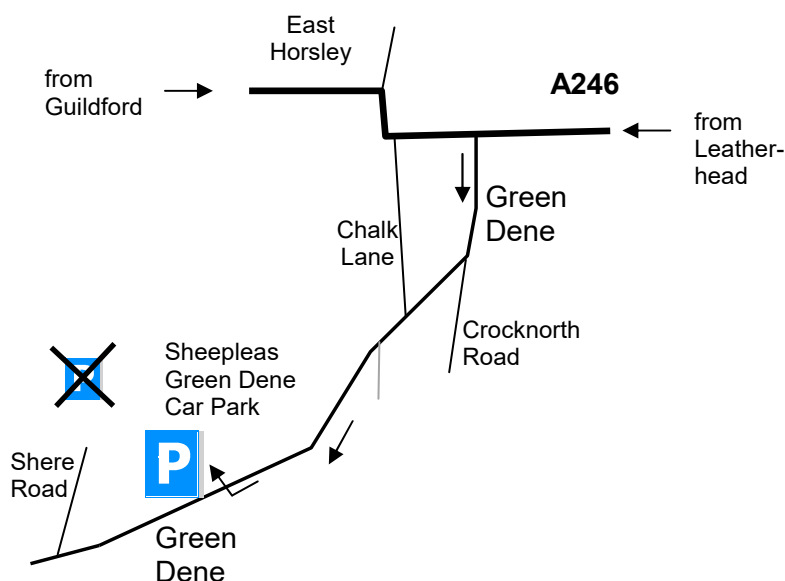 East
Horsley
from
Guildford
A246
from
Leather-
head
Green
Dene
Chalk
Lane
Crocknorth
Road
Sheepleas
Green Dene
Car Park
P
P
Shere
Road
Green
Dene